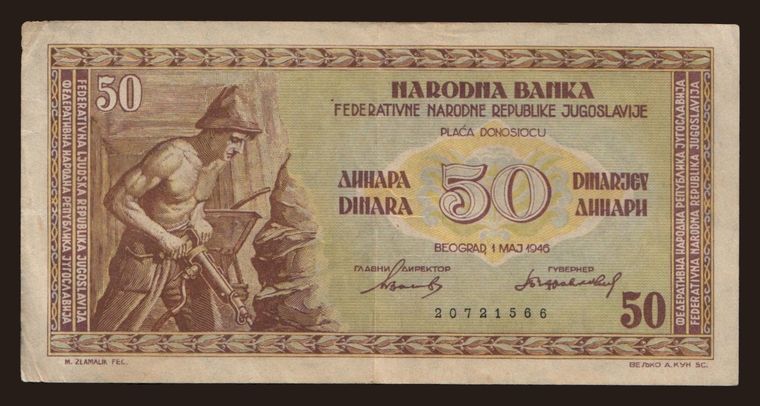 50
NARODNA BANKA
FEDERATIVNE NARODNE REPUBLIKE JUGOSLAVIJE
PLAĆA DONOSIOCU
ДИНАРА 50 DINARJEV
DINARA ДИНАРИ
BEOGRAD, 1 MAJ 1946
ГЛАВНИ ДИРЕКТОР ГУВЕРНЕР
20721566
50
ФЕДЕРАТИВНА НАРОДНА РЕПУБЛИКА ЈУГОСЛАВИЈА
FEDERATIVNA LJUDSKA REPUBLIKA JUGOSLAVIJA
ФЕДЕРАТИВНА НАРОДНА РЕПУБЛИКА ЈУГОСЛАВИЈА
FEDERATIVNA NARODNA REPUBLIKA JUGOSLAVIJA
M. ZLAMALIK FEC.
ВЕЉКО А. КУН SC.